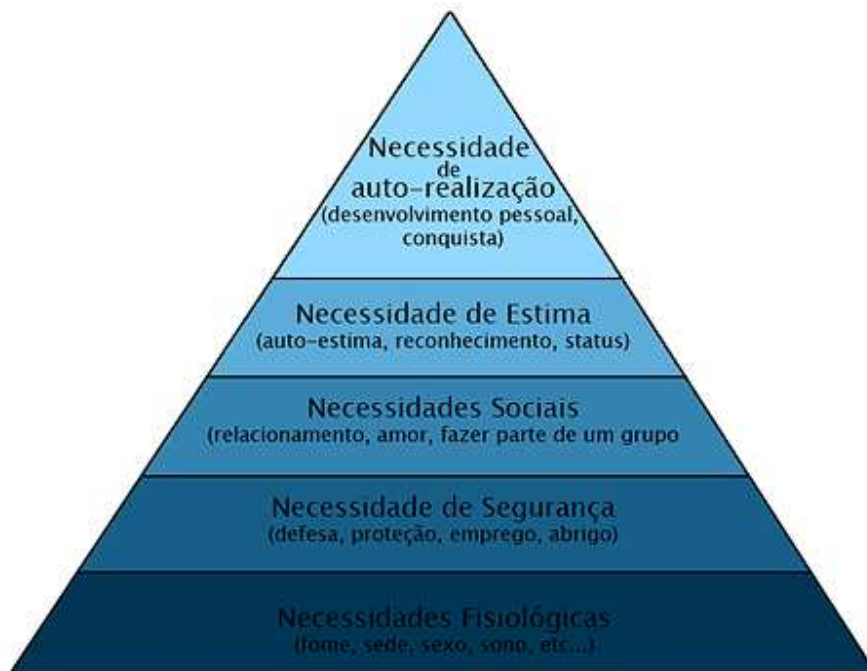 Necessidade
de
auto-realização
(desenvolvimento pessoal,
conquista)
Necessidade de Estima
(auto-estima, reconhecimento, status)
Necessidades Sociais
(relacionamento, amor, fazer parte de um grupo
Necessidade de Segurança
(defesa, proteção, emprego, abrigo)
Necessidades Fisiológicas
(fome, sede, sexo, sono, etc...)